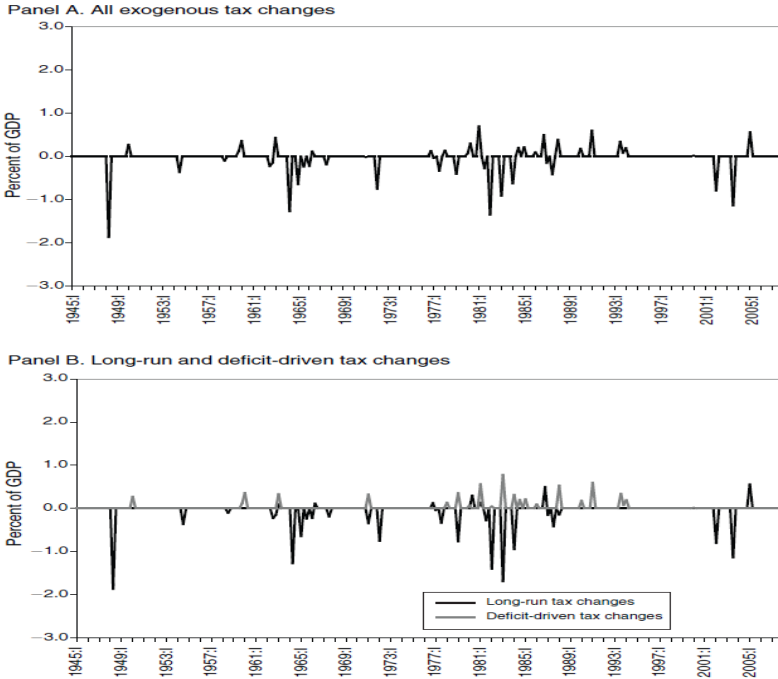 Panel A. All exogenous tax changes
3.0
2.0
1.0
0.0
−1.0
−2.0
−3.0
Percent of GDP
1945:I
1949:I
1953:I
1957:I
1961:I
1965:I
1969:I
1973:I
1977:I
1981:I
1985:I
1989:I
1993:I
1997:I
2001:I
2005:I
Panel B. Long-run and deficit-driven tax changes
3.0
2.0
1.0
0.0
−1.0
−2.0
−3.0
Percent of GDP
Long-run tax changes
Deficit-driven tax changes
1945:I
1949:I
1953:I
1957:I
1961:I
1965:I
1969:I
1973:I
1977:I
1981:I
1985:I
1989:I
1993:I
1997:I
2001:I
2005:I